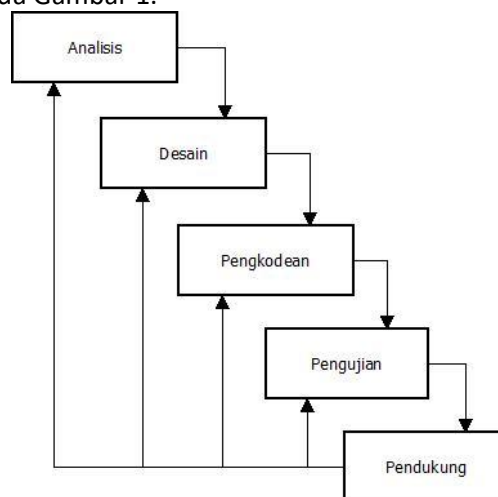 Gambar 1.
Analisis
Desain
Pengkodean
Pengujian
Pendukung